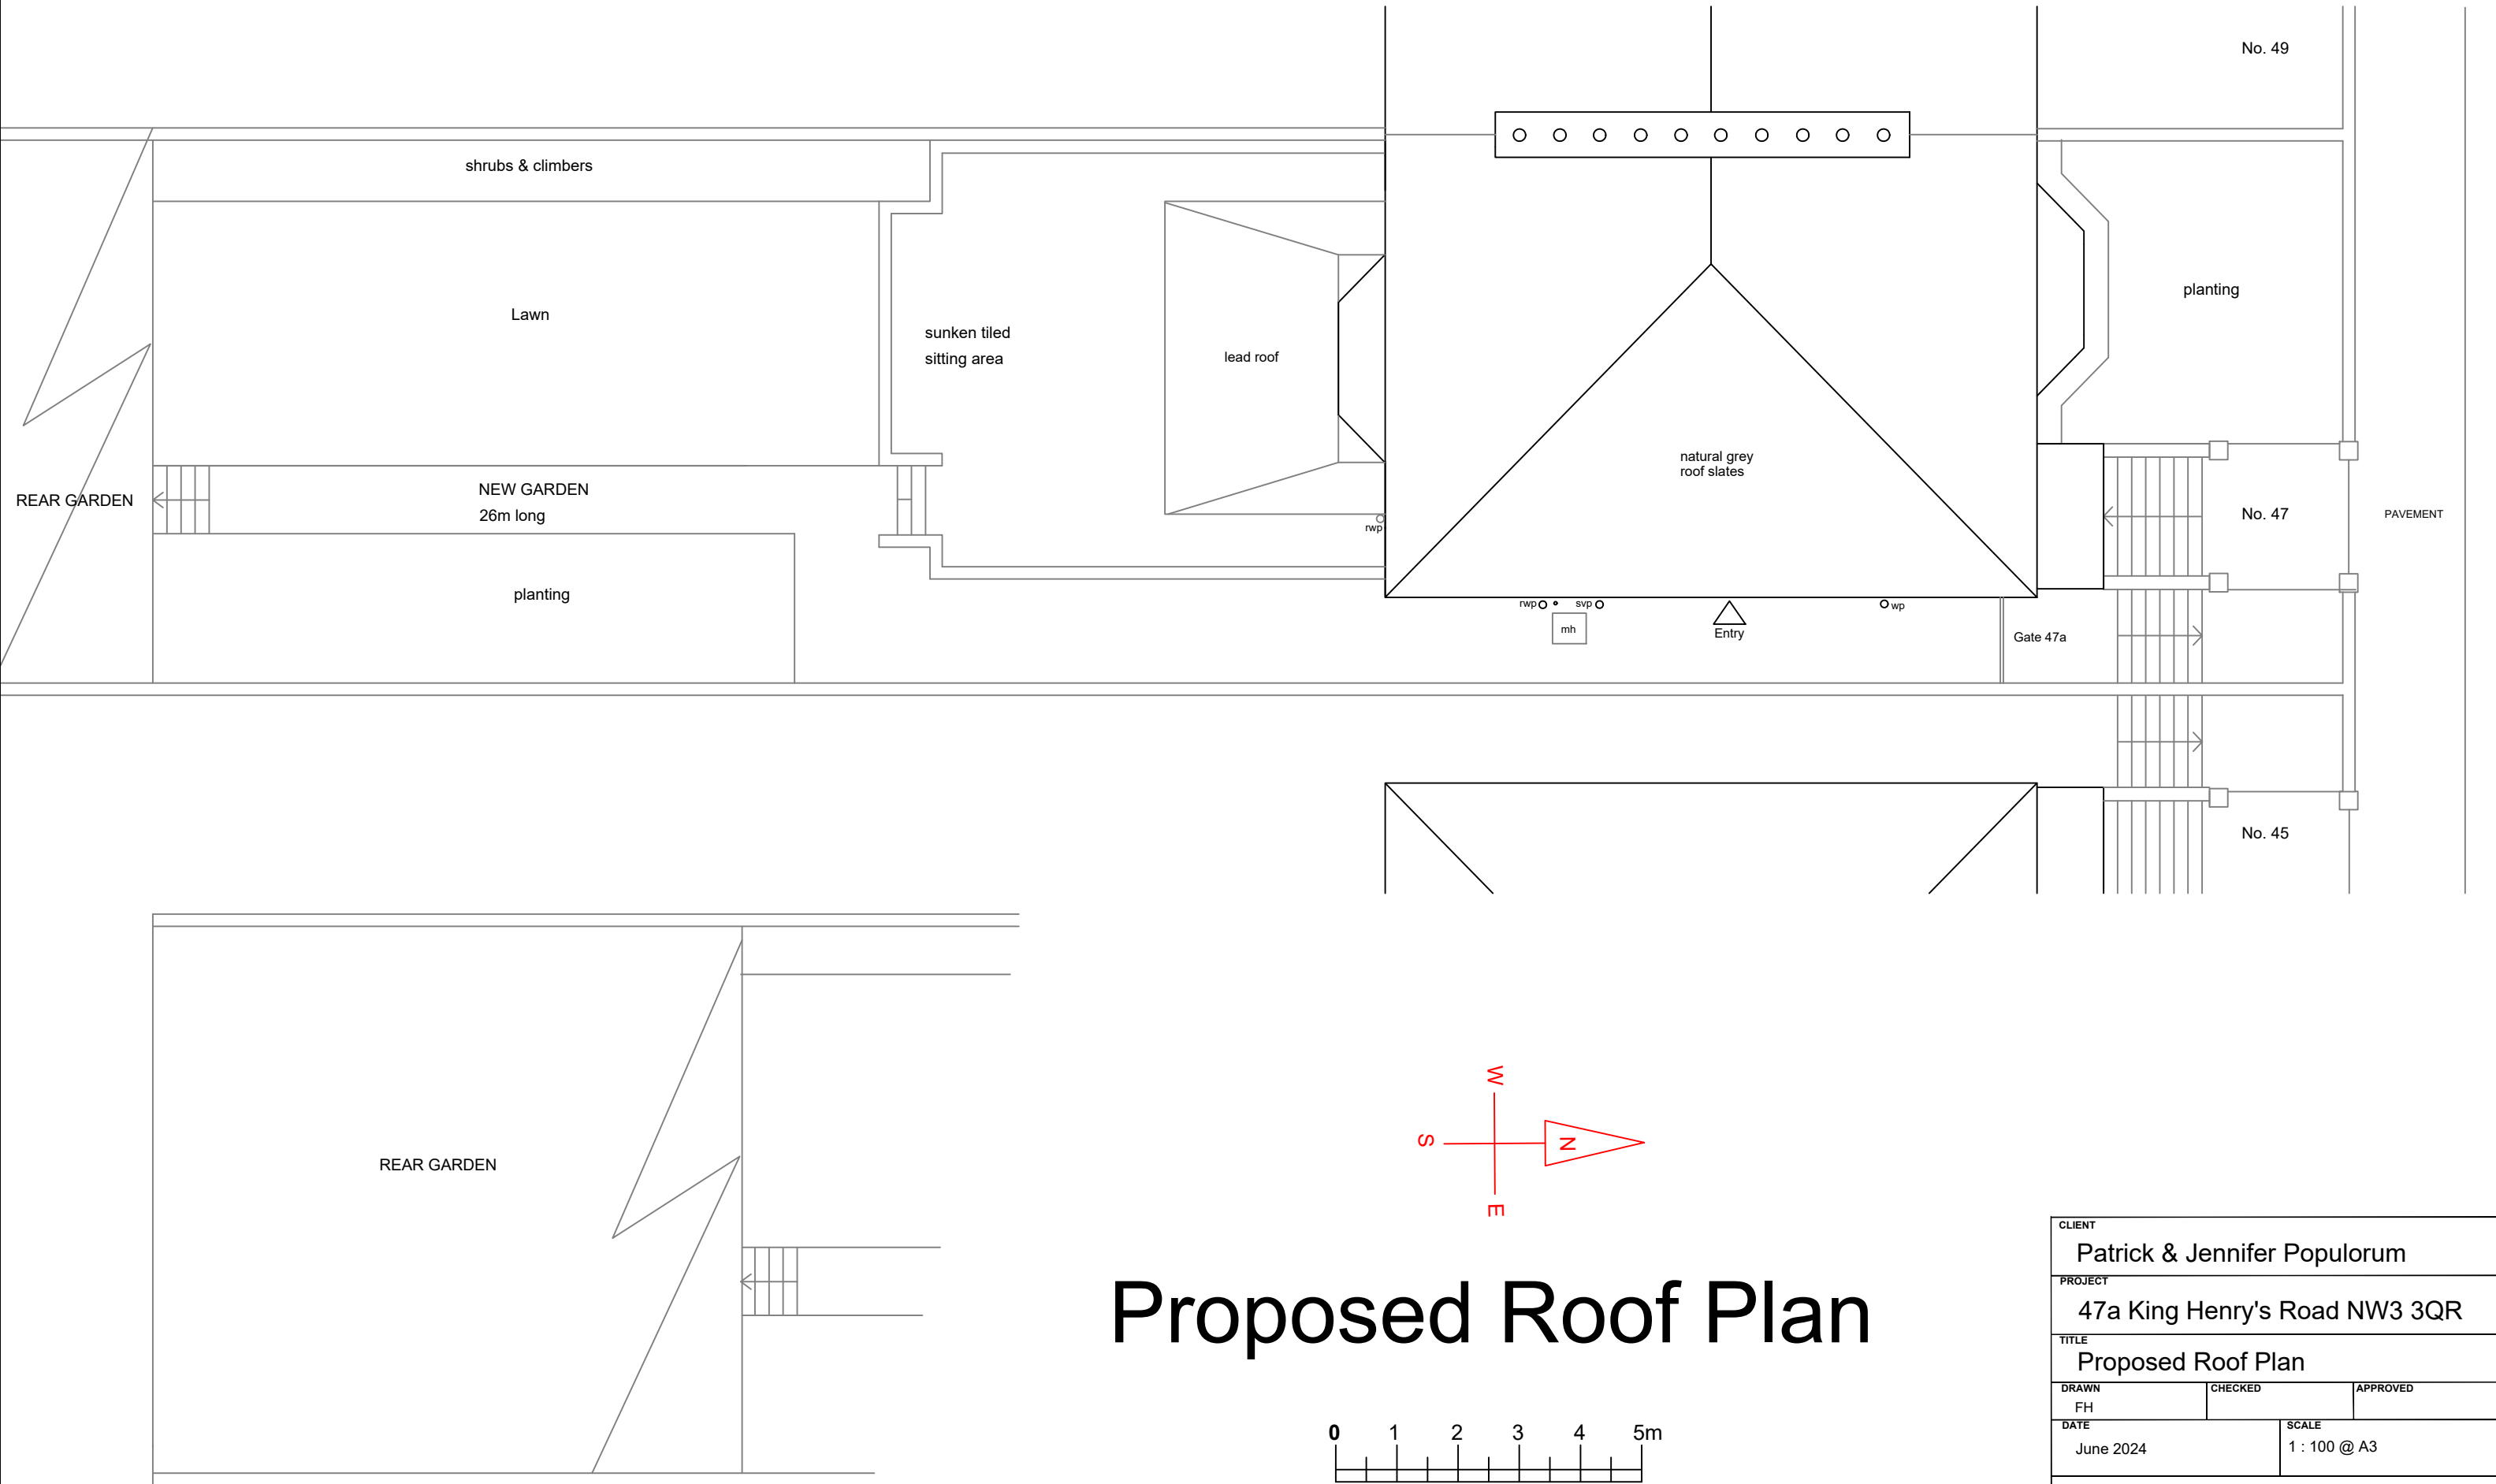 No. 49
shrubs & climbers
planting
Lawn
sunken tiled
sitting area
lead roof
natural grey
roof slates
REAR GARDEN
NEW GARDEN
26m long
rwp
No. 47
PAVEMENT
planting
rwp
svp
wp
mh
Entry
Gate 47a
No. 45
REAR GARDEN
W
S
N
E
Proposed Roof Plan
0 1 2 3 4 5m
CLIENT
Patrick & Jennifer Populorum
PROJECT
47a King Henry's Road NW3 3QR
TITLE
Proposed Roof Plan
DRAWN CHECKED APPROVED
FH
DATE SCALE
June 2024 1 : 100 @ A3